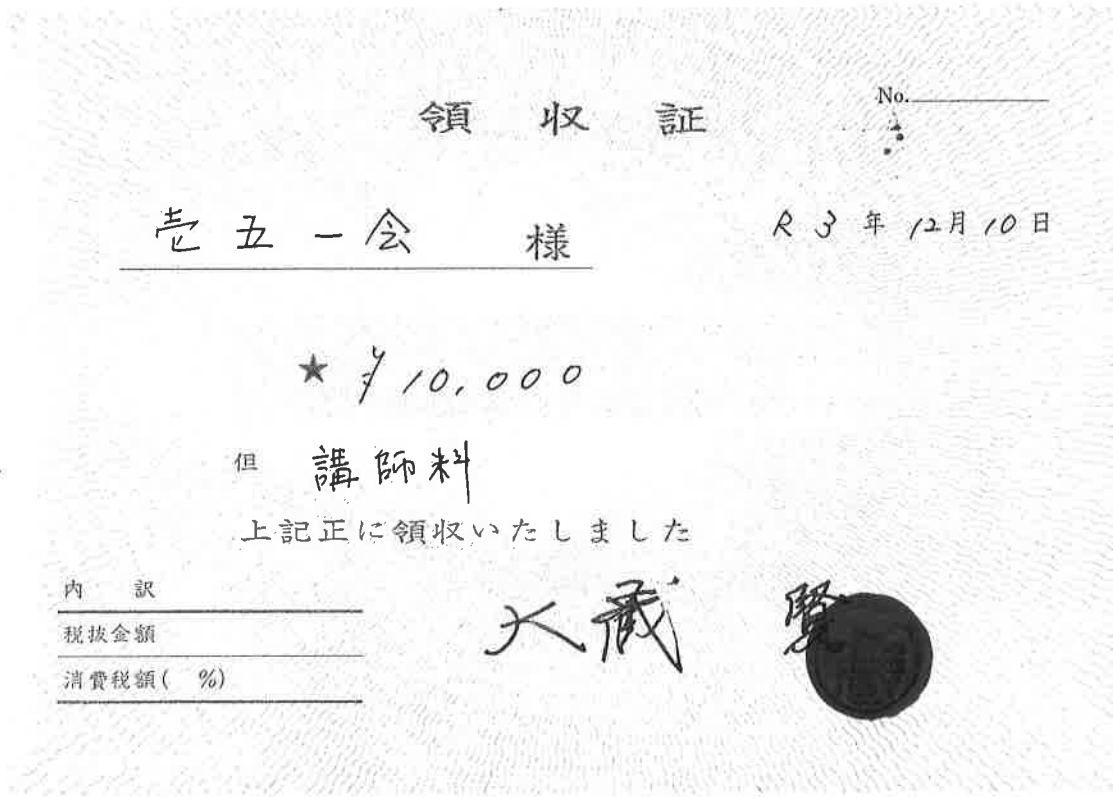 領収証
No.
壱五一会 様
R3年12月10日
★ ¥10,000
但 講師料
上記正に領収いたしました
内 訳
税抜金額
消費税額( %)
大蔵 賢